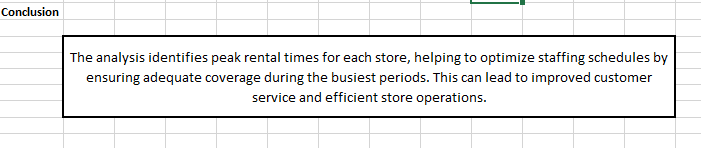 Conclusion
The analysis identifies peak rental times for each store, helping to optimize staffing schedules by
ensuring adequate coverage during the busiest periods. This can lead to improved customer
service and efficient store operations.